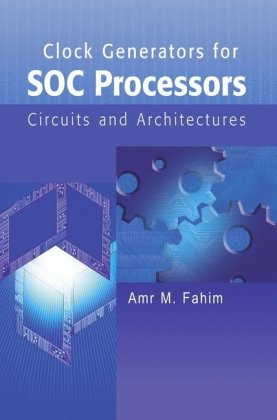 Clock Generators for
SOC Processors
Circuits and Architectures
Amr M. Fahim